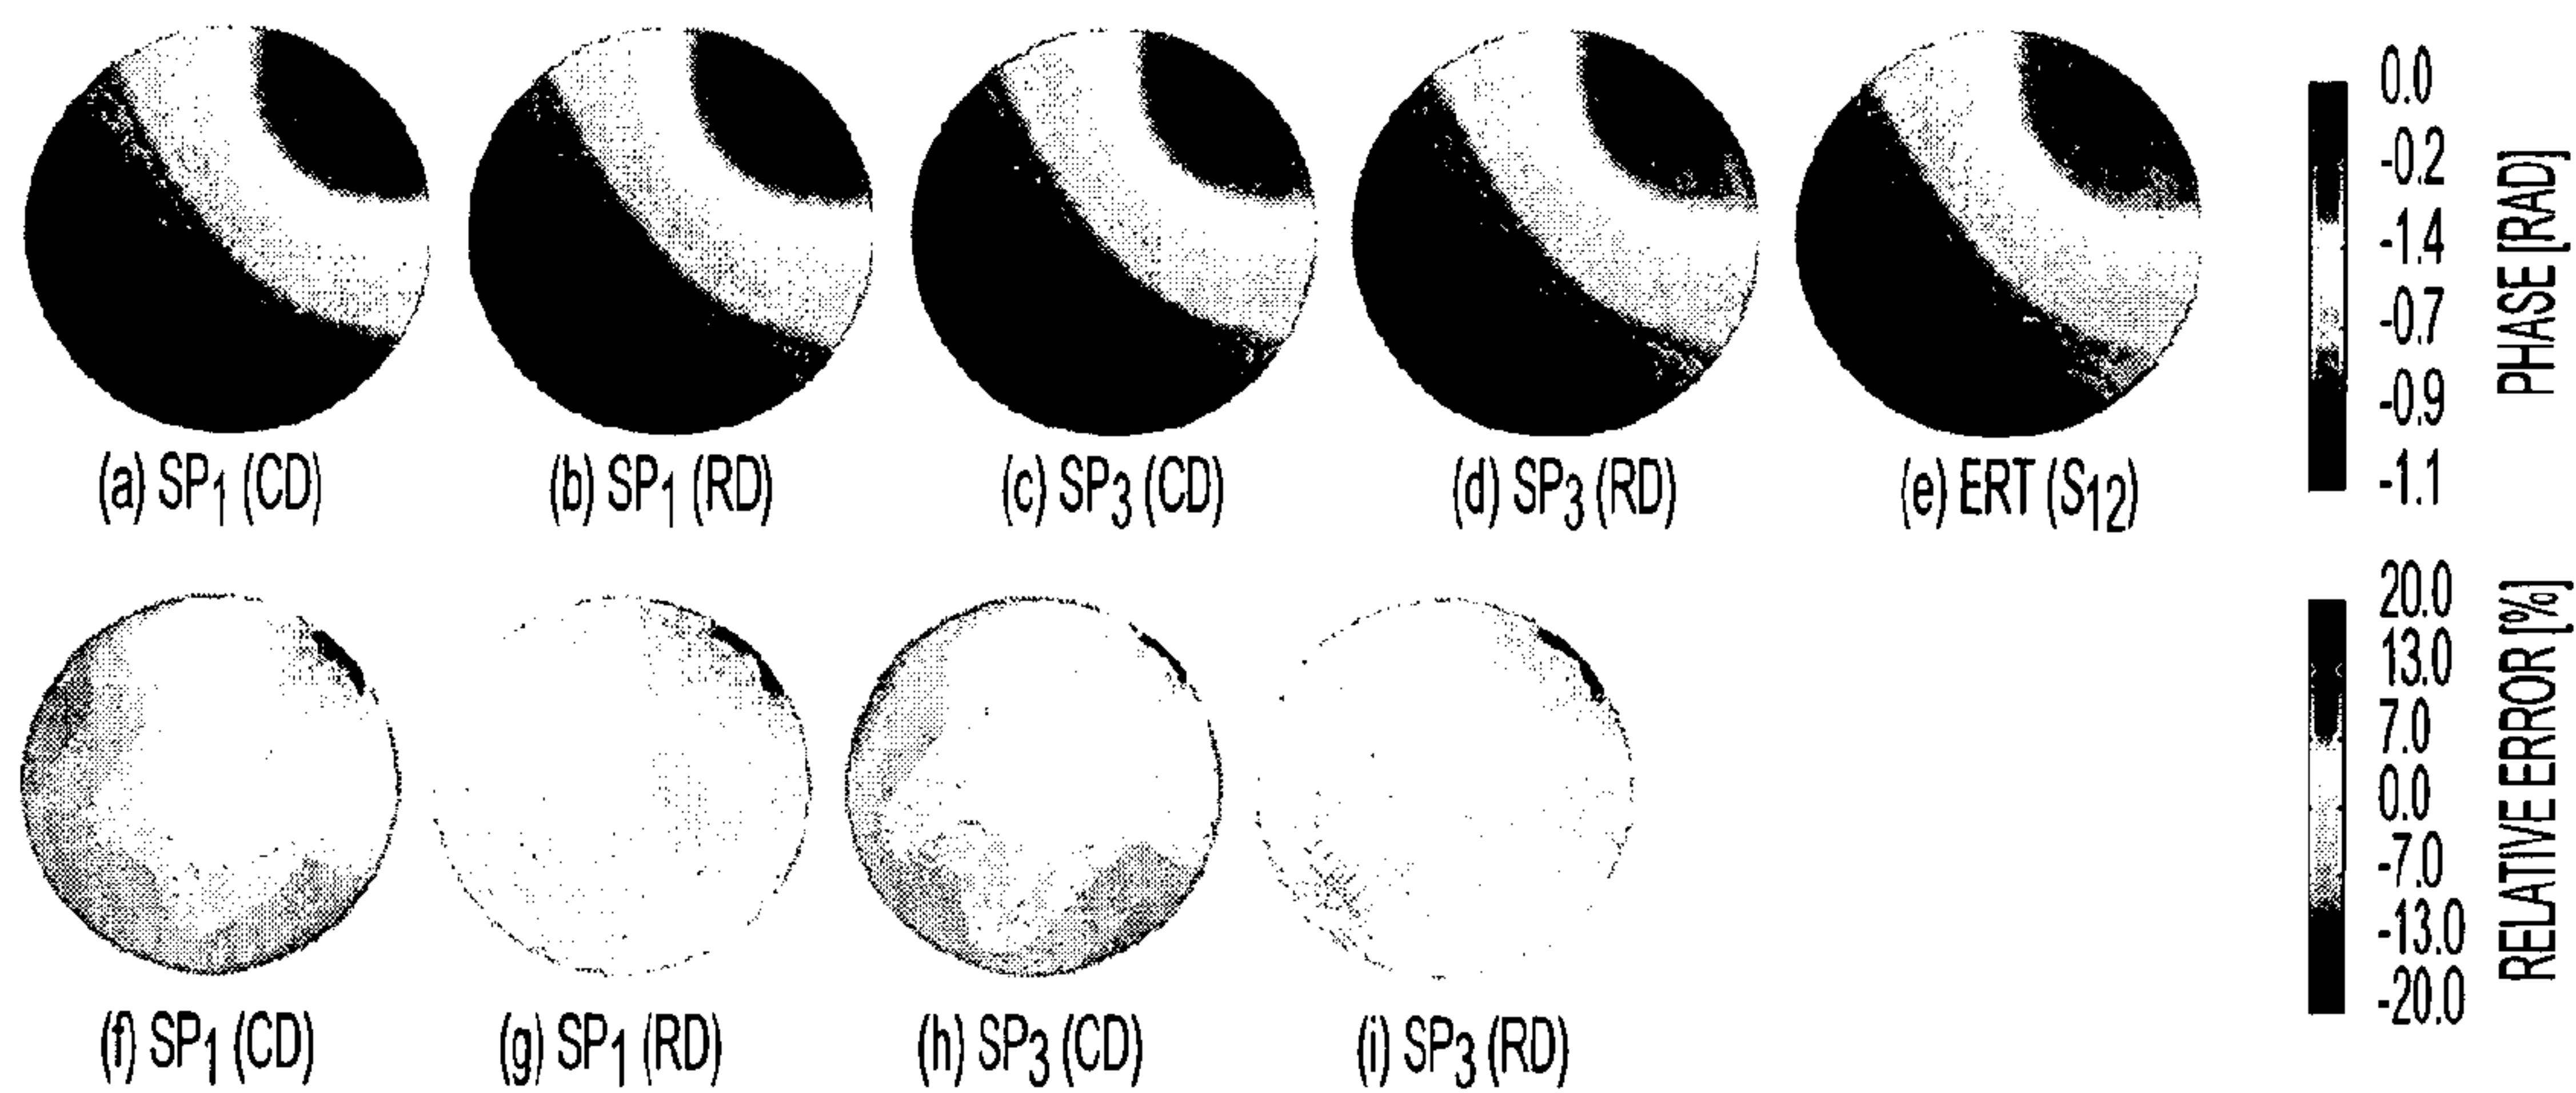 (a) SP1 (CD)
(b) SP1 (RD)
(c) SP3 (CD)
(d) SP3 (RD)
(e) ERT (S12)
0.0
-0.2
-1.4
-0.7
-0.9
-1.1
PHASE [RAD]
(f) SP1 (CD)
(g) SP1 (RD)
(h) SP3 (CD)
(i) SP3 (RD)
20.0
13.0
7.0
0.0
-7.0
-13.0
-20.0
RELATIVE ERROR [%]